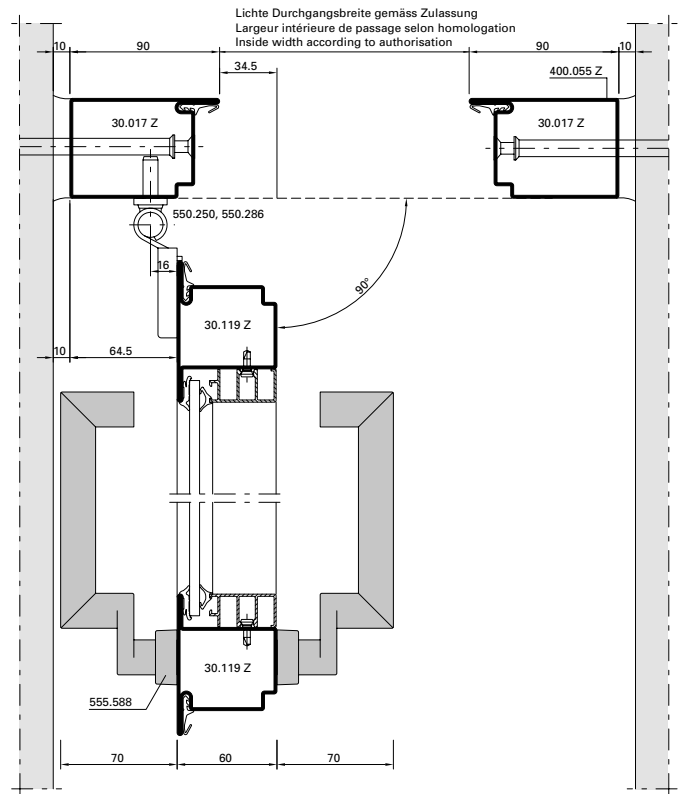 Lichte Durchgangsbreite gemäss Zulassung
Largeur intérieure de passage selon homologation
Inside width according to authorisation
10 90 90 10
34.5
400.055 Z
30.017 Z 30.017 Z
550.250, 550.286
16
90°
30.119 Z
10 64.5
30.119 Z
555.588
70 60 70